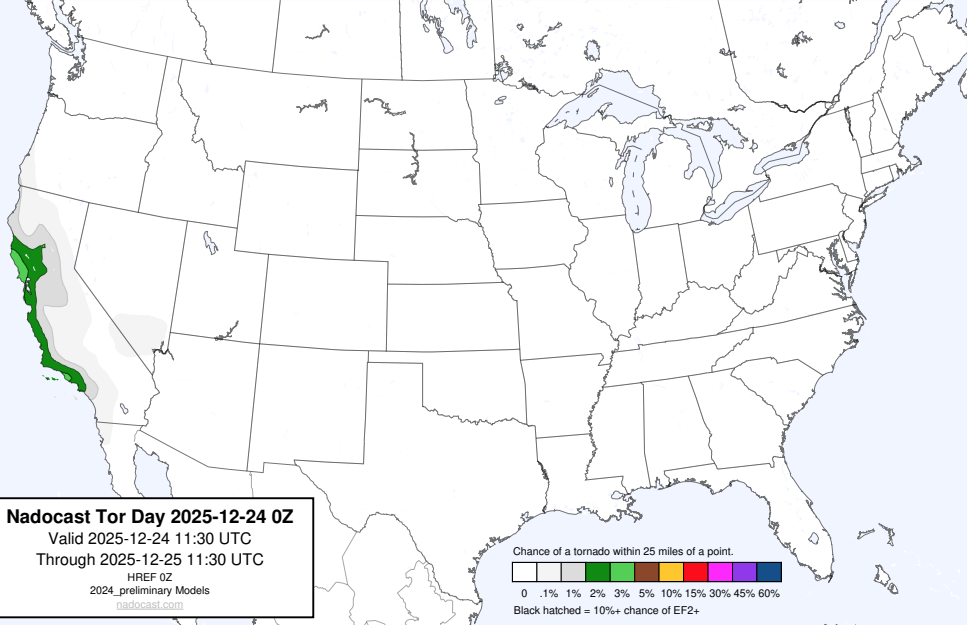 Nadocast Tor Day 2025-12-24 0Z
Valid 2025-12-24 11:30 UTC
Through 2025-12-25 11:30 UTC
HREF 0Z
2024_preliminary Models
nadocast.com
Chance of a tornado within 25 miles of a point.
0 .1% 1% 2% 3% 5% 10% 15% 30% 45% 60%
Black hatched = 10%+ chance of EF2+